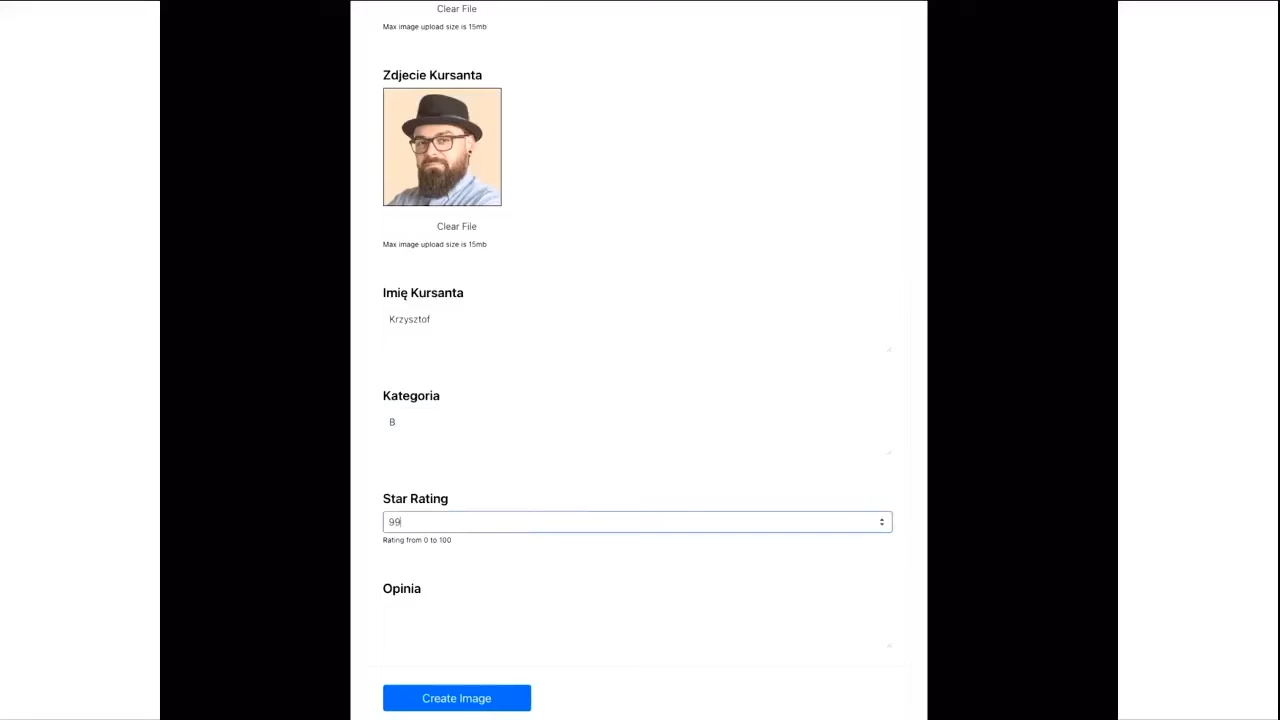 Clear File
Max image upload size is 15mb
Zdjecie Kursanta
Clear File
Max image upload size is 15mb
Imię Kursanta
Krzysztof
Kategoria
B
Star Rating
99
Rating from 0 to 100
Opinia
Create Image